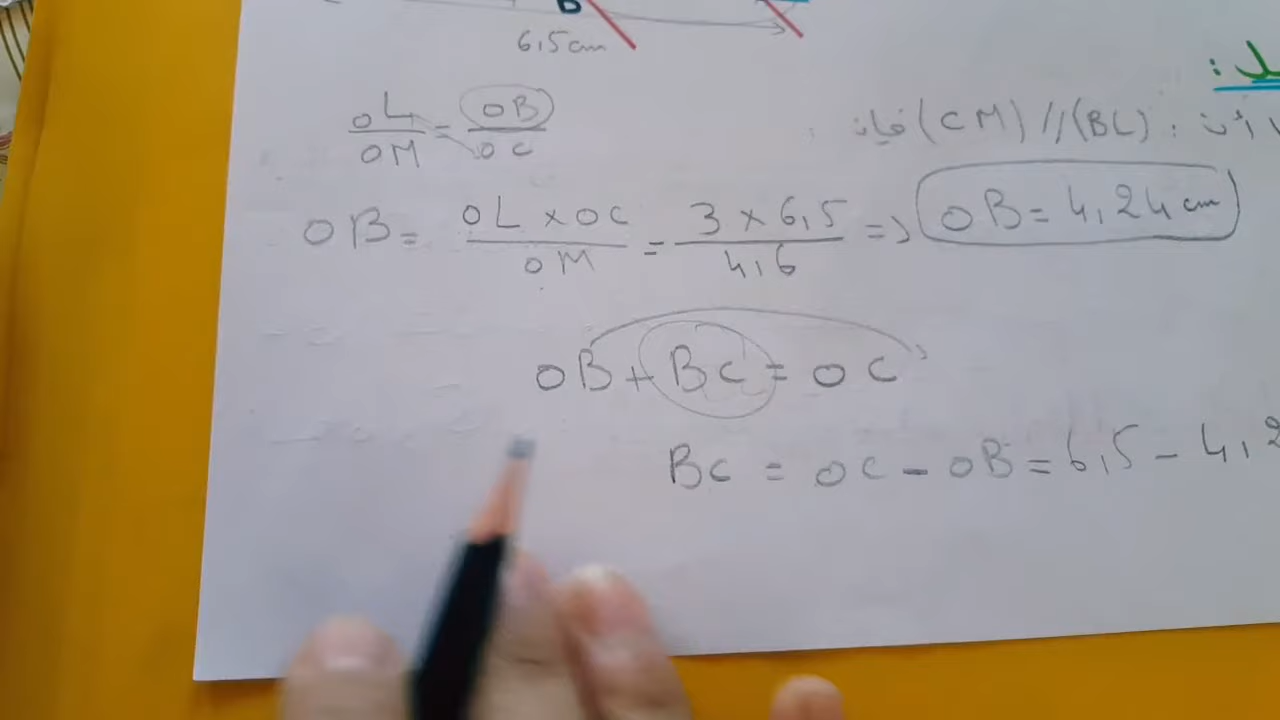 B
6,5cm
: (BL) // (CM) فإن :
OL/OM = OB/OC
OB = OL × OC / OM = 3 × 6,5 / 4,6 => OB = 4,24 cm
OB + BC = OC
BC = OC - OB = 6,5 - 4,2